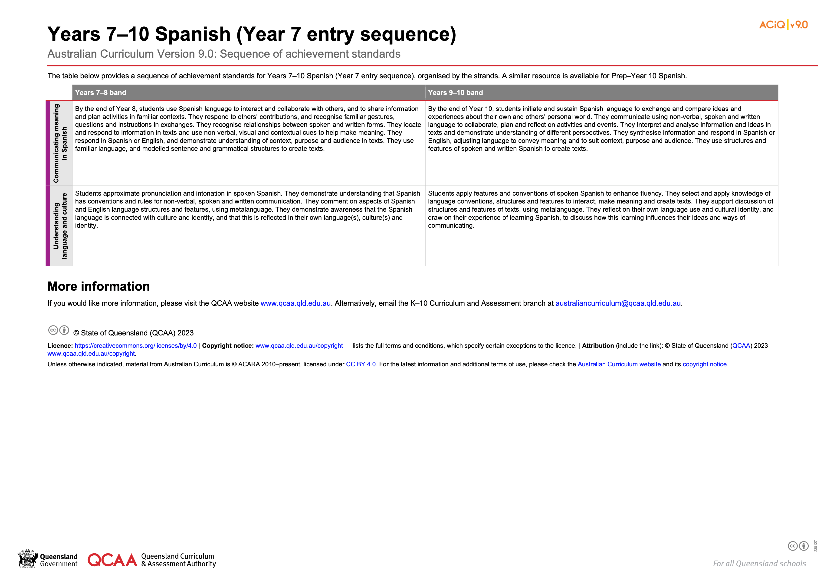 Years 7–10 Spanish (Year 7 entry sequence)
ACiQ | v 9.0
Australian Curriculum Version 9.0: Sequence of achievement standards
The table below provides a sequence of achievement standards for Years 7–10 Spanish (Year 7 entry sequence), organised by the strands. A similar resource is available for Prep–Year 10 Spanish.
Years 7–8 band
Years 9–10 band
Communicating meaning
in Spanish
By the end of Year 8, students use Spanish language to interact and collaborate with others, and to share information
and plan activities in familiar contexts. They respond to others' contributions, and recognise familiar gestures,
questions and instructions in exchanges. They recognise relationships between spoken and written forms. They locate
and respond to information in texts and use non-verbal, visual and contextual cues to help make meaning. They
respond in Spanish or English, and demonstrate understanding of context, purpose and audience in texts. They use
familiar language, and modelled sentence and grammatical structures to create texts.
By the end of Year 10, students initiate and sustain Spanish language to exchange and compare ideas and
experiences about their own and others' personal world. They communicate using non-verbal, spoken and written
language to collaborate, plan and reflect on activities and events. They interpret and analyse information and ideas in
texts and demonstrate understanding of different perspectives. They synthesise information and respond in Spanish or
English, adjusting language to convey meaning and to suit context, purpose and audience. They use structures and
features of spoken and written Spanish to create texts.
Understanding
language and culture
Students approximate pronunciation and intonation in spoken Spanish. They demonstrate understanding that Spanish
has conventions and rules for non-verbal, spoken and written communication. They comment on aspects of Spanish
and English language structures and features, using metalanguage. They demonstrate awareness that the Spanish
language is connected with culture and identity, and that this is reflected in their own language(s), culture(s) and
identity.
Students apply features and conventions of spoken Spanish to enhance fluency. They select and apply knowledge of
language conventions, structures and features to interact, make meaning and create texts. They support discussion of
structures and features of texts, using metalanguage. They reflect on their own language use and cultural identity, and
draw on their experience of learning Spanish, to discuss how this learning influences their ideas and ways of
communicating.
More information
If you would like more information, please visit the QCAA website www.qcaa.qld.edu.au. Alternatively, email the K–10 Curriculum and Assessment branch at australiancurriculum@qcaa.qld.edu.au.
© State of Queensland (QCAA) 2023
Licence: https://creativecommons.org/licenses/by/4.0 | Copyright notice: www.qcaa.qld.edu.au/copyright — lists the full terms and conditions, which specify certain exceptions to the licence. | Attribution (include the link): © State of Queensland (QCAA) 2023
www.qcaa.qld.edu.au/copyright.
Unless otherwise indicated, material from Australian Curriculum is © ACARA 2010–present, licensed under CC BY 4.0. For the latest information and additional terms of use, please check the Australian Curriculum website and its copyright notice.
Queensland
Government
QCAA
Queensland Curriculum
& Assessment Authority
For all Queensland schools